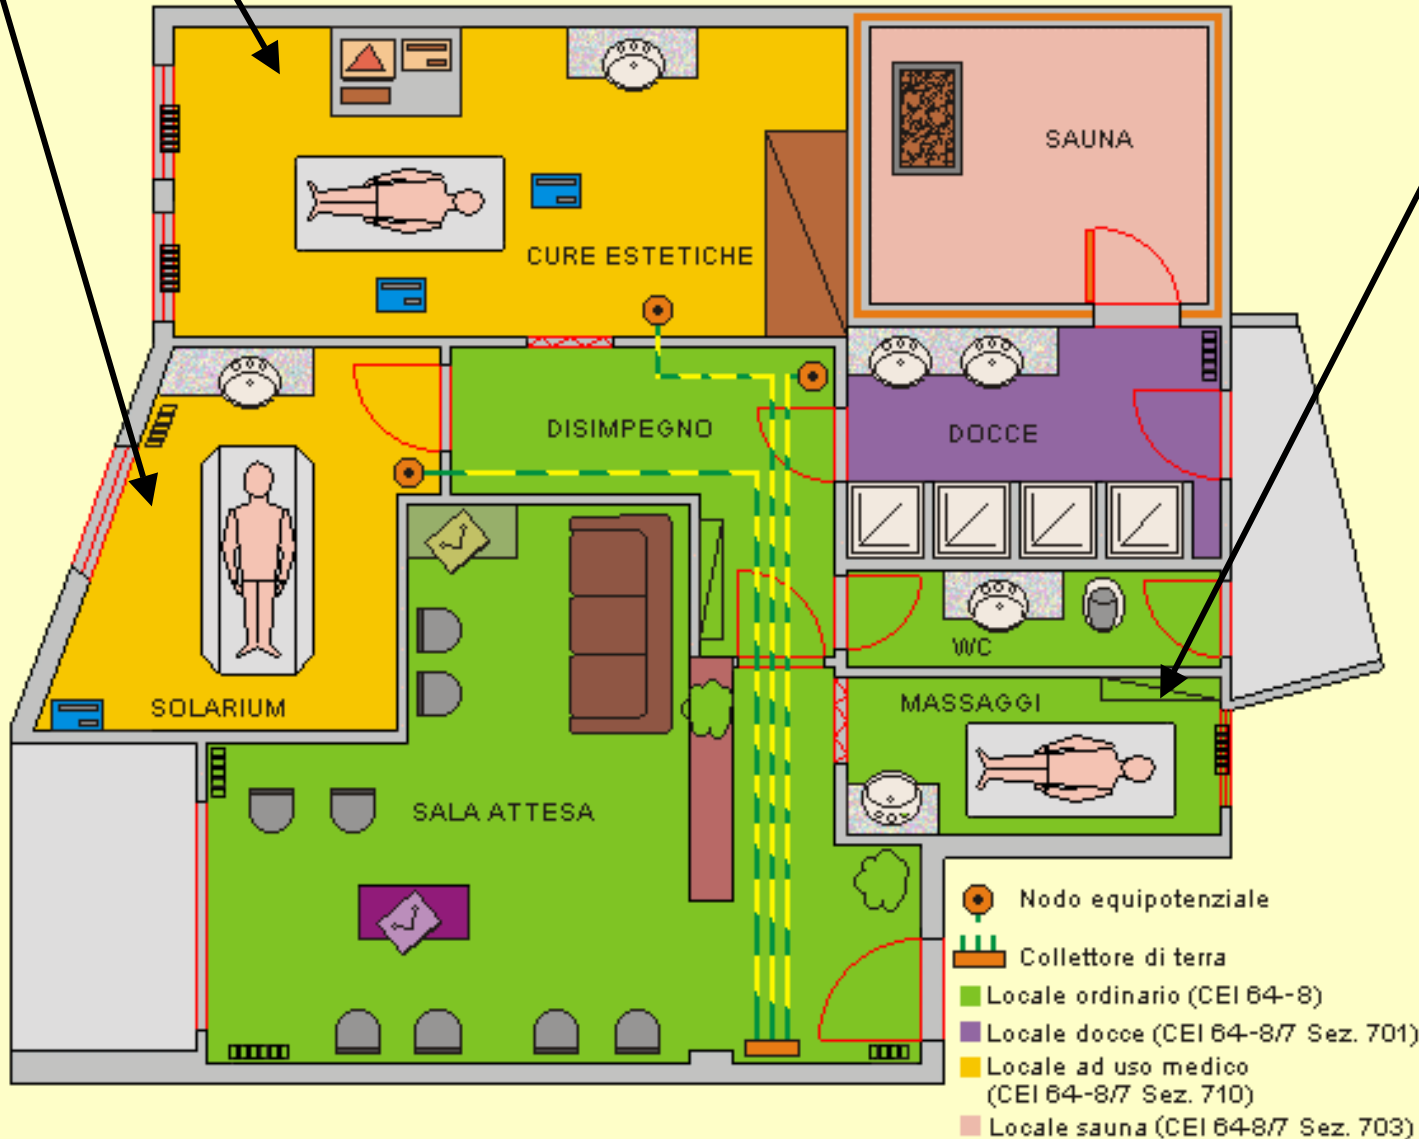 SAUNA
CURE ESTETICHE
DISIMPEGNO
DOCCE
WC
SOLARIUM
MASSAGGI
SALA ATTESA
Nodo equipotenziale
Collettore di terra
Locale ordinario (CEI 64--8)
Locale docce (CEI 64--8/7 Sez. 701)
Locale ad uso medico
(CEI 64--8/7 Sez. 710)
Locale sauna (CEI 64-8/7 Sez. 703)